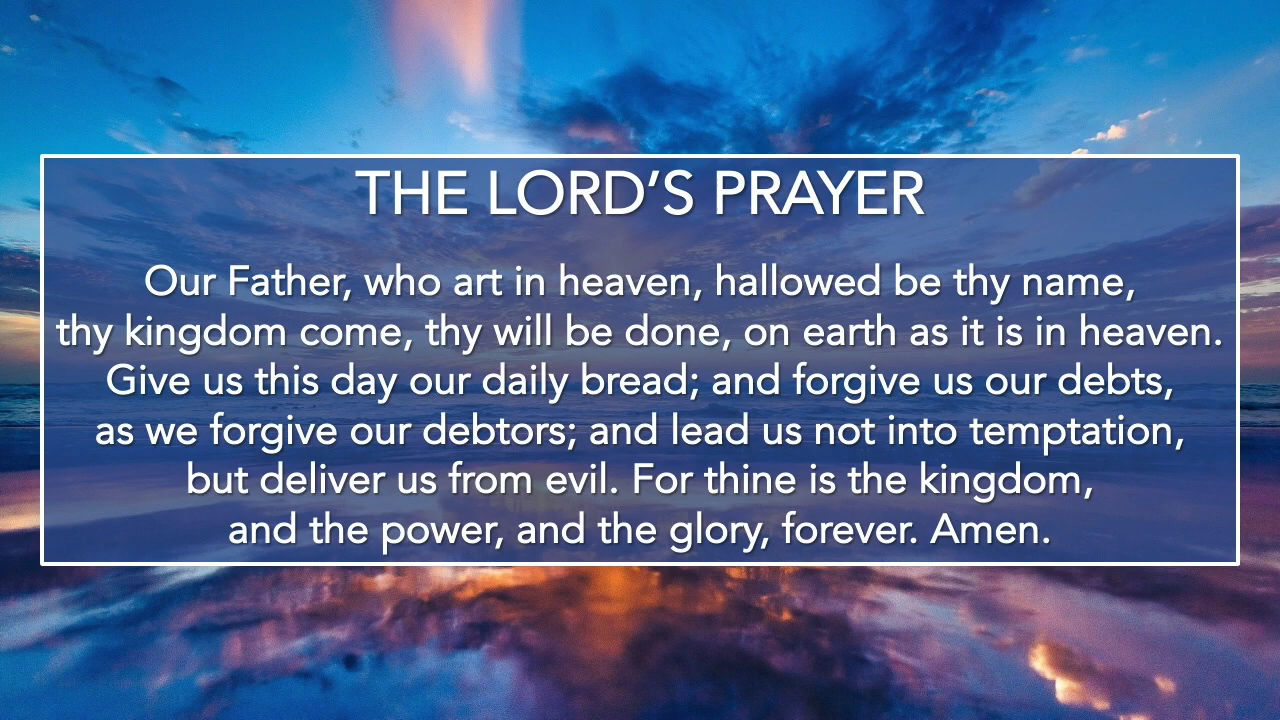 THE LORD’S PRAYER
Our Father, who art in heaven, hallowed be thy name,
thy kingdom come, thy will be done, on earth as it is in heaven.
Give us this day our daily bread; and forgive us our debts,
as we forgive our debtors; and lead us not into temptation,
but deliver us from evil. For thine is the kingdom,
and the power, and the glory, forever. Amen.